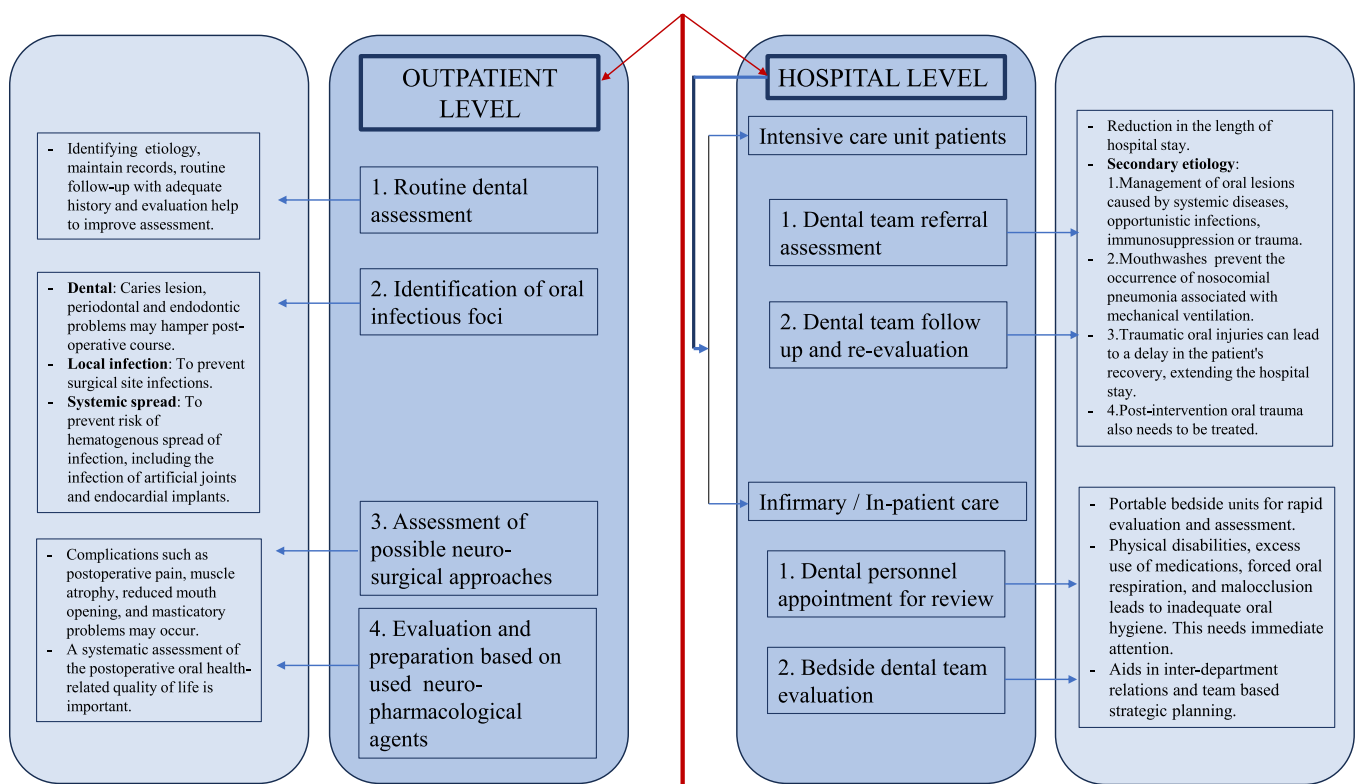 OUTPATIENT
LEVEL
- Identifying etiology,
maintain records, routine
follow-up with adequate
history and evaluation help
to improve assessment.
1. Routine dental
assessment
- Dental: Caries lesion,
periodontal and endodontic
problems may hamper post-
operative course.
- Local infection: To prevent
surgical site infections.
- Systemic spread: To
prevent risk of
hematogenous spread of
infection, including the
infection of artificial joints
and endocardial implants.
2. Identification of oral
infectious foci
- Complications such as
postoperative pain, muscle
atrophy, reduced mouth
opening, and masticatory
problems may occur.
- A systematic assessment of
the postoperative oral health-
related quality of life is
important.
3. Assessment of
possible neuro-
surgical approaches
4. Evaluation and
preparation based on
used neuro-
pharmacological
agents
HOSPITAL LEVEL
Intensive care unit patients
1. Dental team referral
assessment
2. Dental team follow
up and re-evaluation
- Reduction in the length of
hospital stay.
- Secondary etiology:
1.Management of oral lesions
caused by systemic diseases,
opportunistic infections,
immunosuppression or trauma.
- 2.Mouthwashes prevent the
occurrence of nosocomial
pneumonia associated with
mechanical ventilation.
- 3.Traumatic oral injuries can lead
to a delay in the patient's
recovery, extending the hospital
stay.
- 4.Post-intervention oral trauma
also needs to be treated.
Infirmary / In-patient care
1. Dental personnel
appointment for review
2. Bedside dental team
evaluation
- Portable bedside units for rapid
evaluation and assessment.
- Physical disabilities, excess
use of medications, forced oral
respiration, and malocclusion
leads to inadequate oral
hygiene. This needs immediate
attention.
- Aids in inter-department
relations and team based
strategic planning.